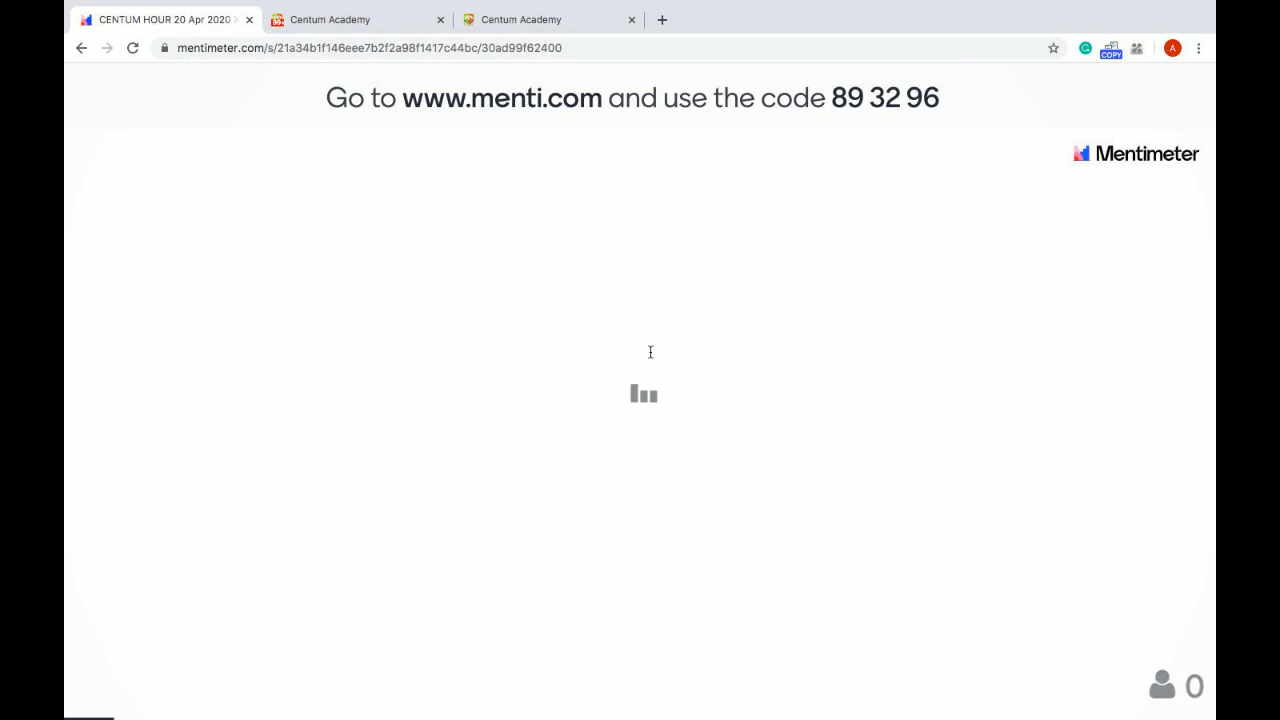 CENTUM HOUR 20 Apr 2020
Centum Academy
Centum Academy
mentimeter.com/s/21a34b1f146eee7b2f2a98f1417c44bc/30ad99f62400
COPY
A
Go to www.menti.com and use the code 89 32 96
Mentimeter
0